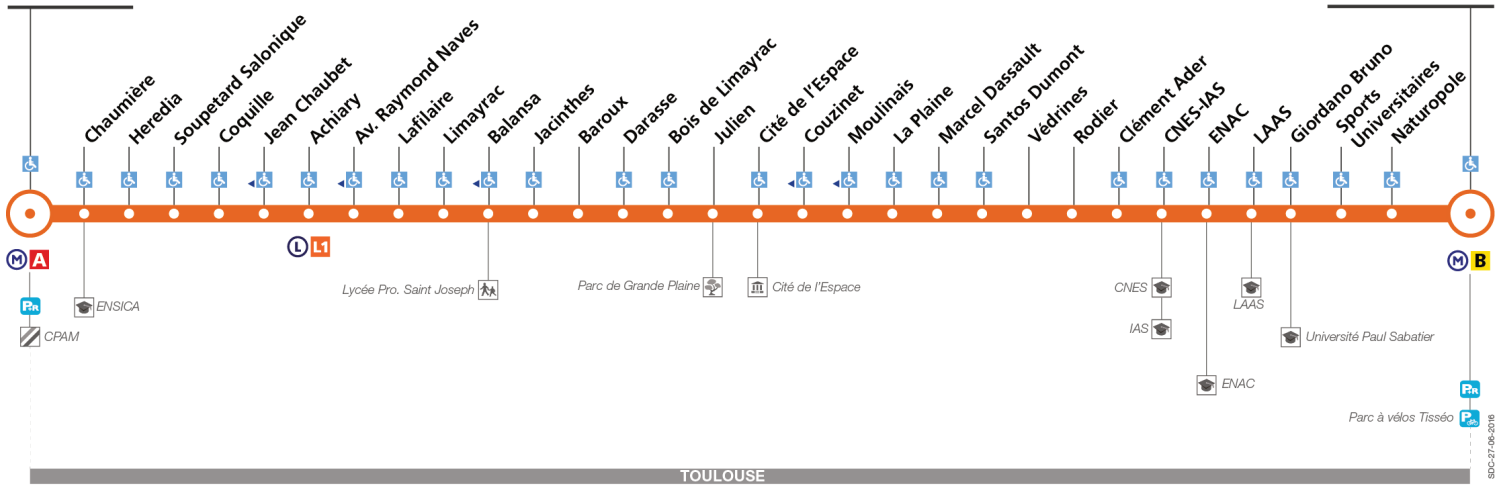 Chaumière
Heredia
Soupetard Salonique
Coquille
Jean Chaubet
Achiary
Av. Raymond Naves
Lafilaire
Limayrac
Balansa
Jacinthes
Baroux
Darasse
Bois de Limayrac
Julien
Cité de l'Espace
Couzinet
Moulinais
La Plaine
Marcel Dassault
Santos Dumont
Védrines
Rodier
Clément Ader
CNES-IAS
ENAC
LAAS
Giordano Bruno
Sports
Universitaires
Naturopole
M A
L L1
M B
P+R
ENSICA
CPAM
Lycée Pro. Saint Joseph
Parc de Grande Plaine
Cité de l'Espace
CNES
IAS
LAAS
Université Paul Sabatier
ENAC
P+R
Parc à vélos Tisséo P
TOULOUSE
SDC-27-06-2016